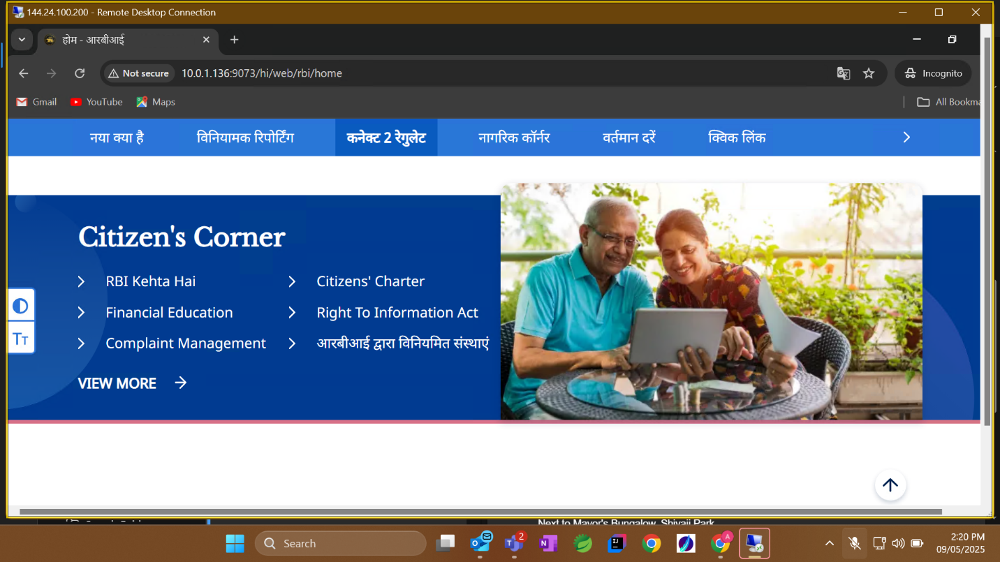 144.24.100.200 - Remote Desktop Connection
होम - आरबीआई
Not secure 10.0.1.136:9073/hi/web/rbi/home Incognito
Gmail YouTube Maps All Bookma
नया क्या है विनियामक रिपोर्टिंग कनेक्ट 2 रेगुलेट नागरिक कॉर्नर वर्तमान दरें क्विक लिंक
Citizen's Corner
RBI Kehta Hai Citizens' Charter
Financial Education Right To Information Act
Complaint Management आरबीआई द्वारा विनियमित संस्थाएं
VIEW MORE
TT
Next to Mayor's Bungalow, Shivaji Park
Search 2 A 2:20 PM
09/05/2025